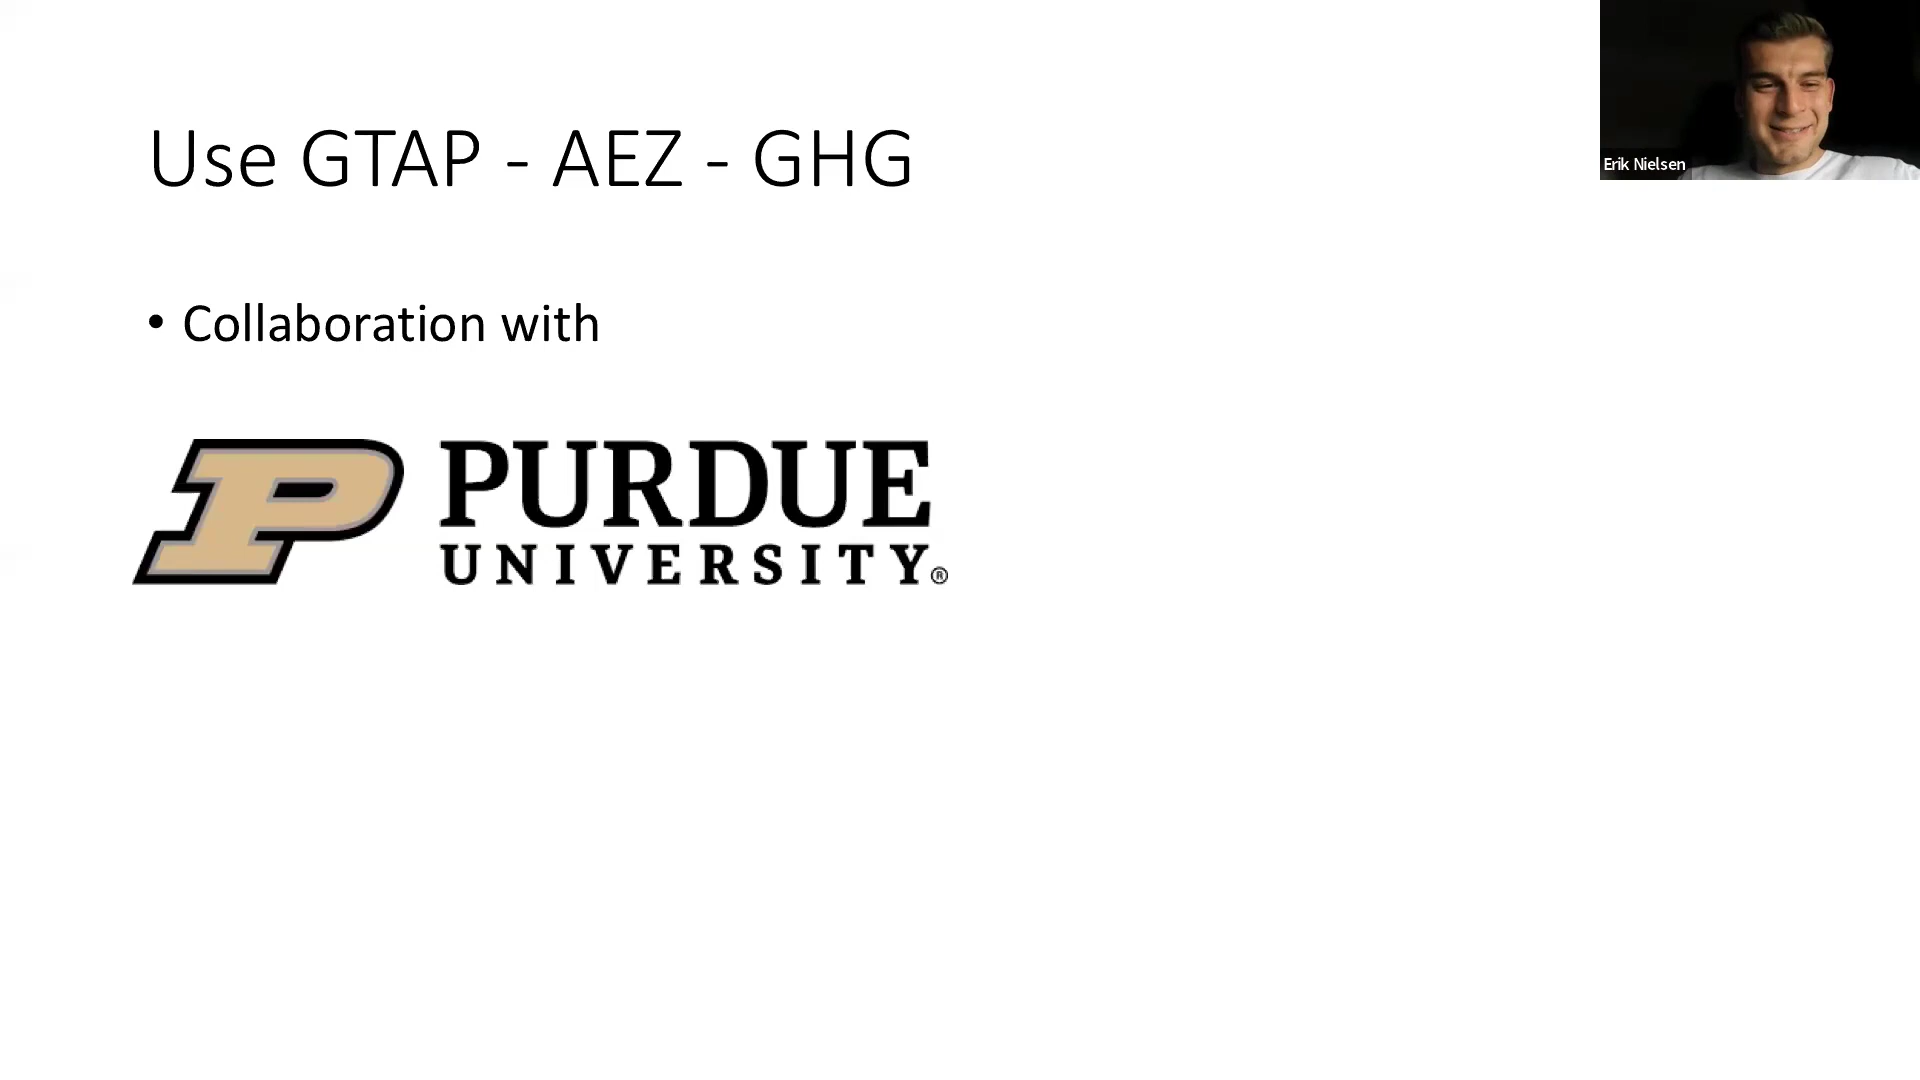 Use GTAP - AEZ - GHG
Erik Nielsen
• Collaboration with
P PURDUE
UNIVERSITY®